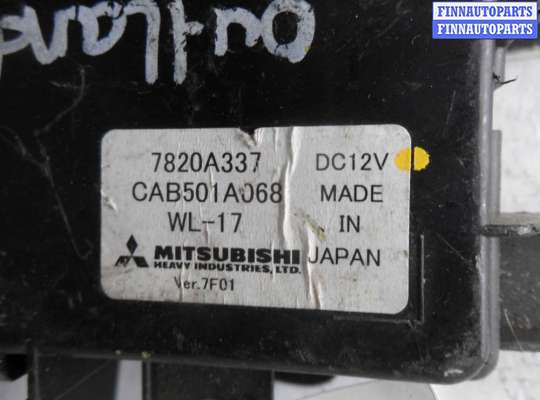 FINNAUTOPARTS
FINNAUTOPARTS
7820A337 DC12V
CAB501A068 MADE
WL-17 IN
MITSUBISHI JAPAN
HEAVY INDUSTRIES, LTD.
Ver.7F01